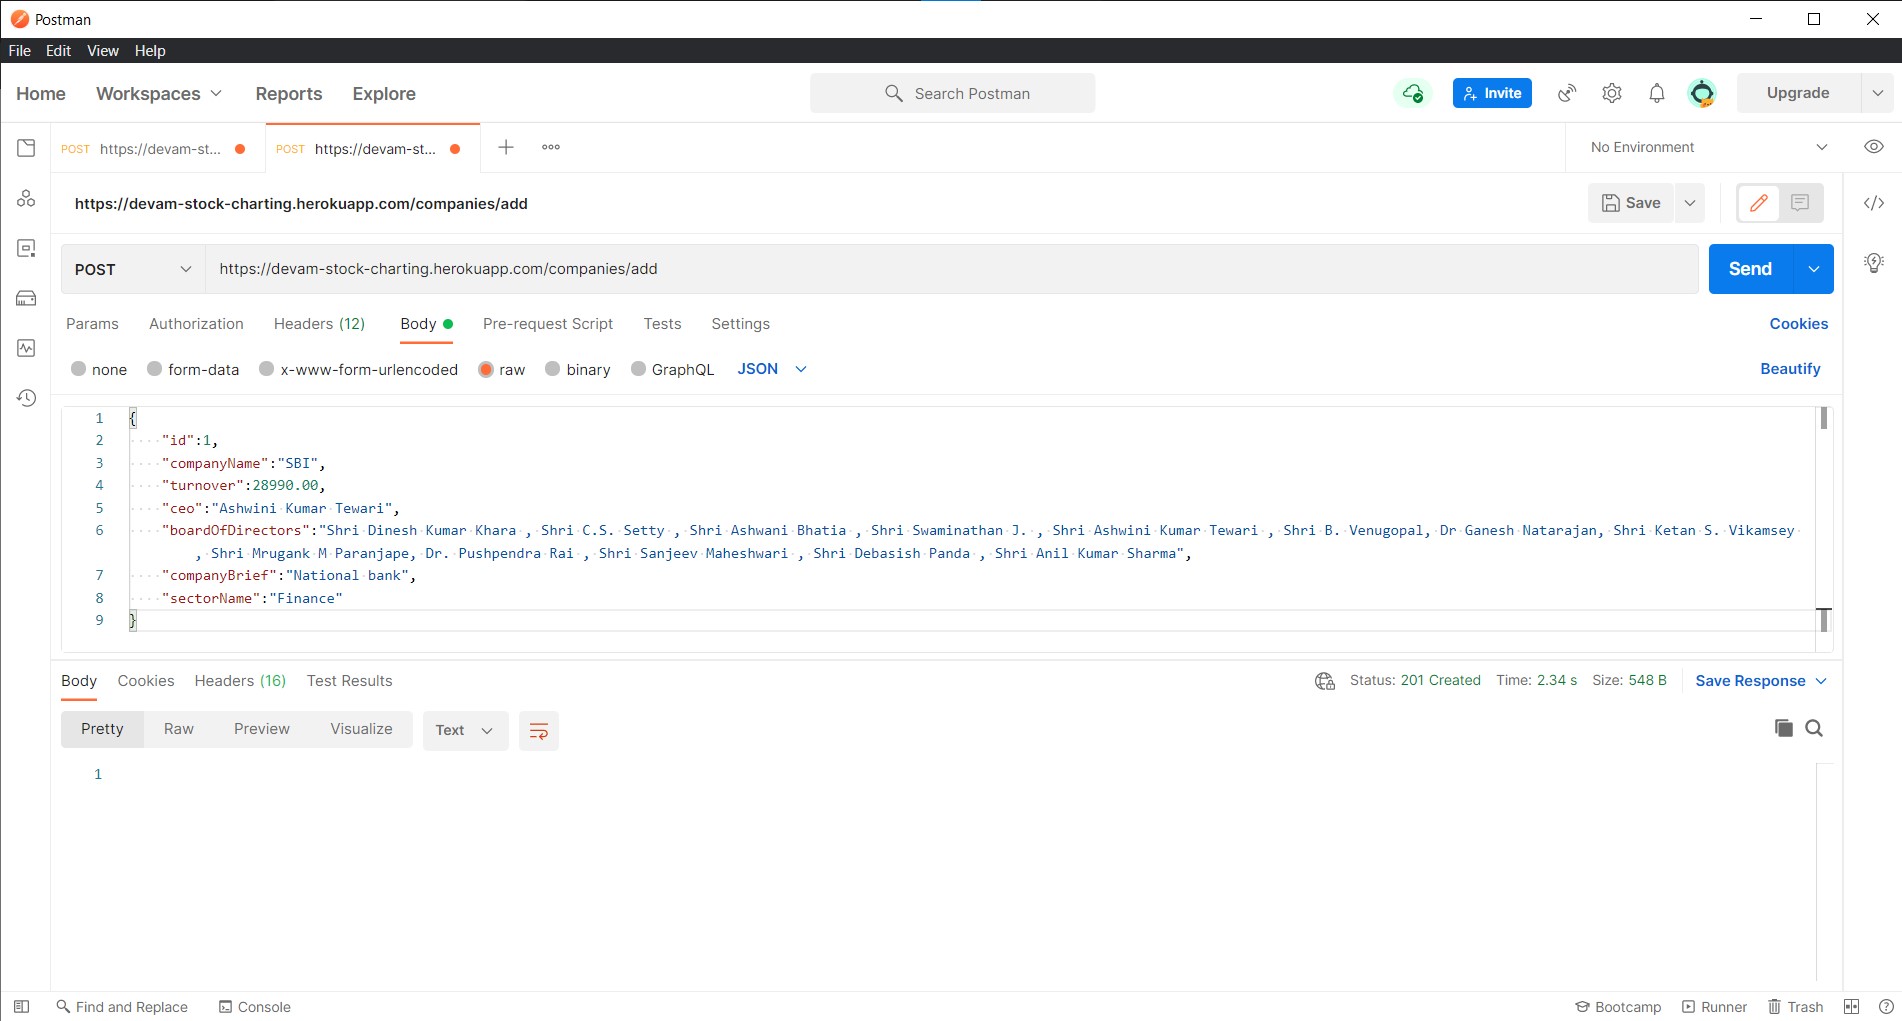 Postman
File Edit View Help
Home Workspaces Reports Explore Search Postman Invite Upgrade
POST https://devam-st... POST https://devam-st... No Environment
https://devam-stock-charting.herokuapp.com/companies/add Save
POST https://devam-stock-charting.herokuapp.com/companies/add Send
Params Authorization Headers (12) Body Pre-request Script Tests Settings Cookies
none form-data x-www-form-urlencoded raw binary GraphQL JSON Beautify
1 {
2 "id":1,
3 "companyName":"SBI",
4 "turnover":28990.00,
5 "ceo":"Ashwini Kumar Tewari",
6 "boardOfDirectors":"Shri Dinesh Kumar Khara , Shri C.S. Setty , Shri Ashwani Bhatia , Shri Swaminathan J. , Shri Ashwini Kumar Tewari , Shri B. Venugopal, Dr Ganesh Natarajan, Shri Ketan S. Vikamsey
, Shri Mrugank M Paranjape, Dr. Pushpendra Rai , Shri Sanjeev Maheshwari , Shri Debasish Panda , Shri Anil Kumar Sharma",
7 "companyBrief":"National bank",
8 "sectorName":"Finance"
9 }
Body Cookies Headers (16) Test Results Status: 201 Created Time: 2.34 s Size: 548 B Save Response
Pretty Raw Preview Visualize Text
1
Find and Replace Console Bootcamp Runner Trash